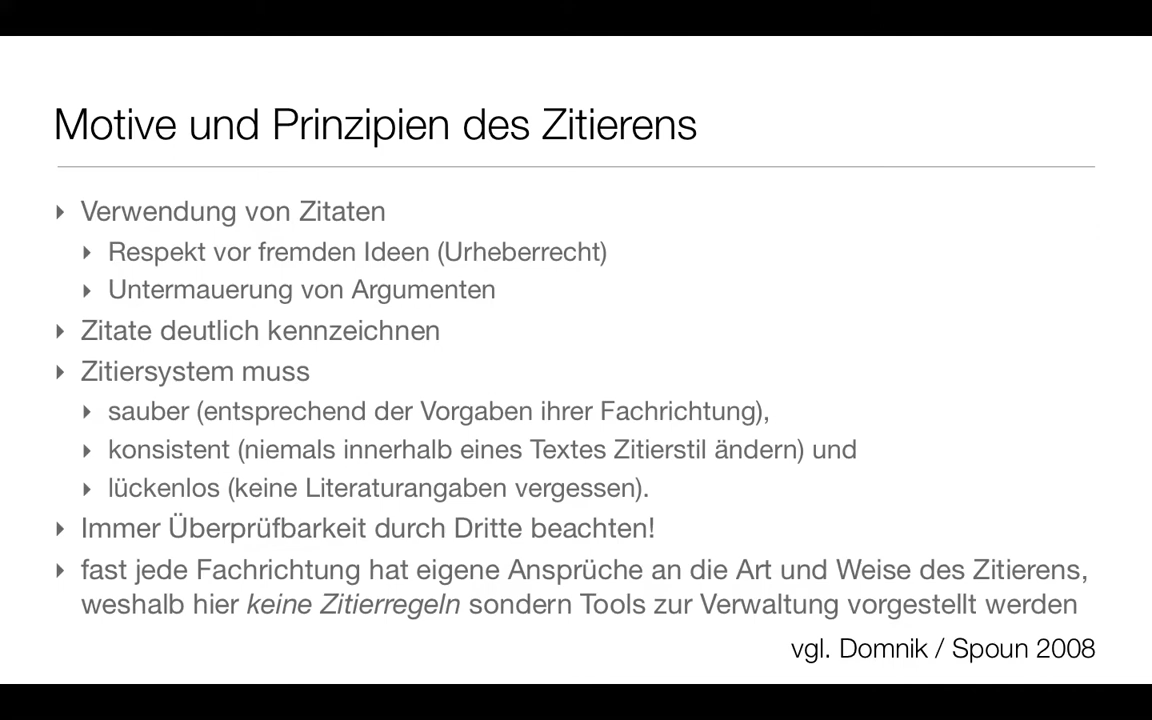 Motive und Prinzipien des Zitierens
Verwendung von Zitaten
Respekt vor fremden Ideen (Urheberrecht)
Untermauerung von Argumenten
Zitate deutlich kennzeichnen
Zitiersystem muss
sauber (entsprechend der Vorgaben ihrer Fachrichtung),
konsistent (niemals innerhalb eines Textes Zitierstil ändern) und
lückenlos (keine Literaturangaben vergessen).
Immer Überprüfbarkeit durch Dritte beachten!
fast jede Fachrichtung hat eigene Ansprüche an die Art und Weise des Zitierens,
weshalb hier keine Zitierregeln sondern Tools zur Verwaltung vorgestellt werden
vgl. Domnik / Spoun 2008